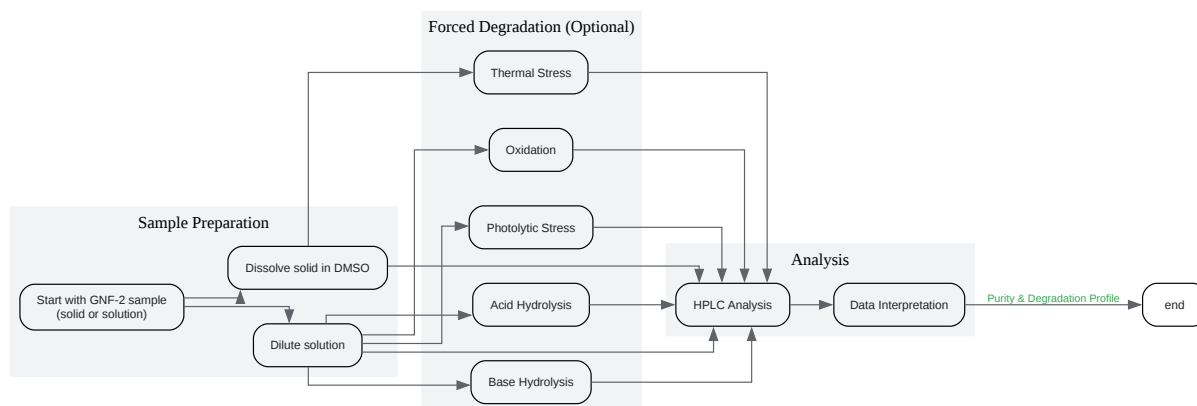 Forced Degradation (Optional)
Thermal Stress
Oxidation
Sample Preparation
Photolytic Stress
Dissolve solid in DMSO
Analysis
Start with GNF-2 sample
(solid or solution)
Acid Hydrolysis
HPLC Analysis
Data Interpretation
Purity & Degradation Profile
end
Dilute solution
Base Hydrolysis